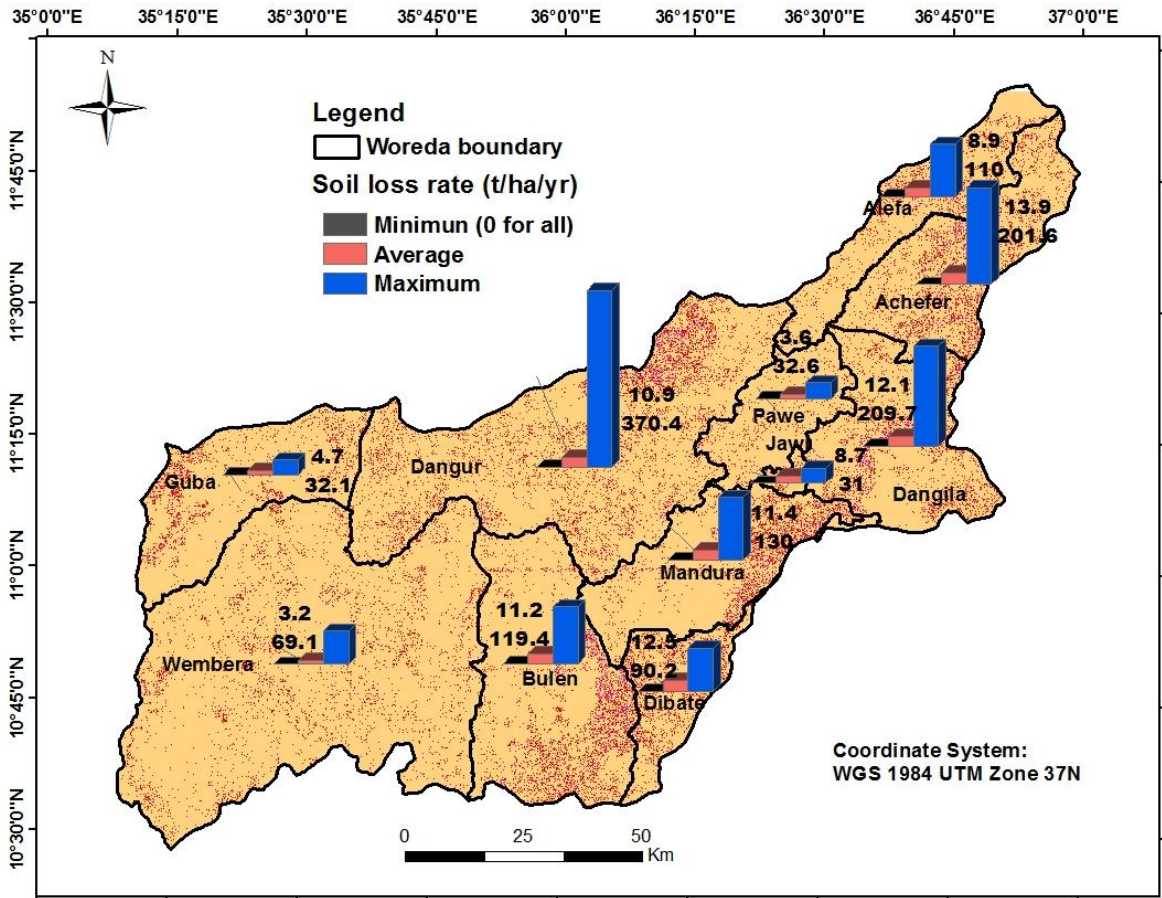 35°0'0"E
35°15'0"E
35°30'0"E
35°45'0"E
36°0'0"E
36°15'0"E
36°30'0"E
36°45'0"E
37°0'0"E
N
Legend
Woreda boundary
Soil loss rate (t/ha/yr)
Minimun (0 for all)
Average
Maximum
11°45'0"N
11°30'0"N
11°15'0"N
11°0'0"N
10°45'0"N
10°30'0"N
8.9
110
Alefa
13.9
201.6
Achefer
3.6
32.6
Pawe
12.1
209.7
Jawi
8.7
31
Dangila
10.9
370.4
Dangur
4.7
32.1
Guba
11.4
130
Mandura
3.2
69.1
Wembera
11.2
119.4
Bulen
12.5
90.2
Dibate
Coordinate System:
WGS 1984 UTM Zone 37N
0
25
50
Km